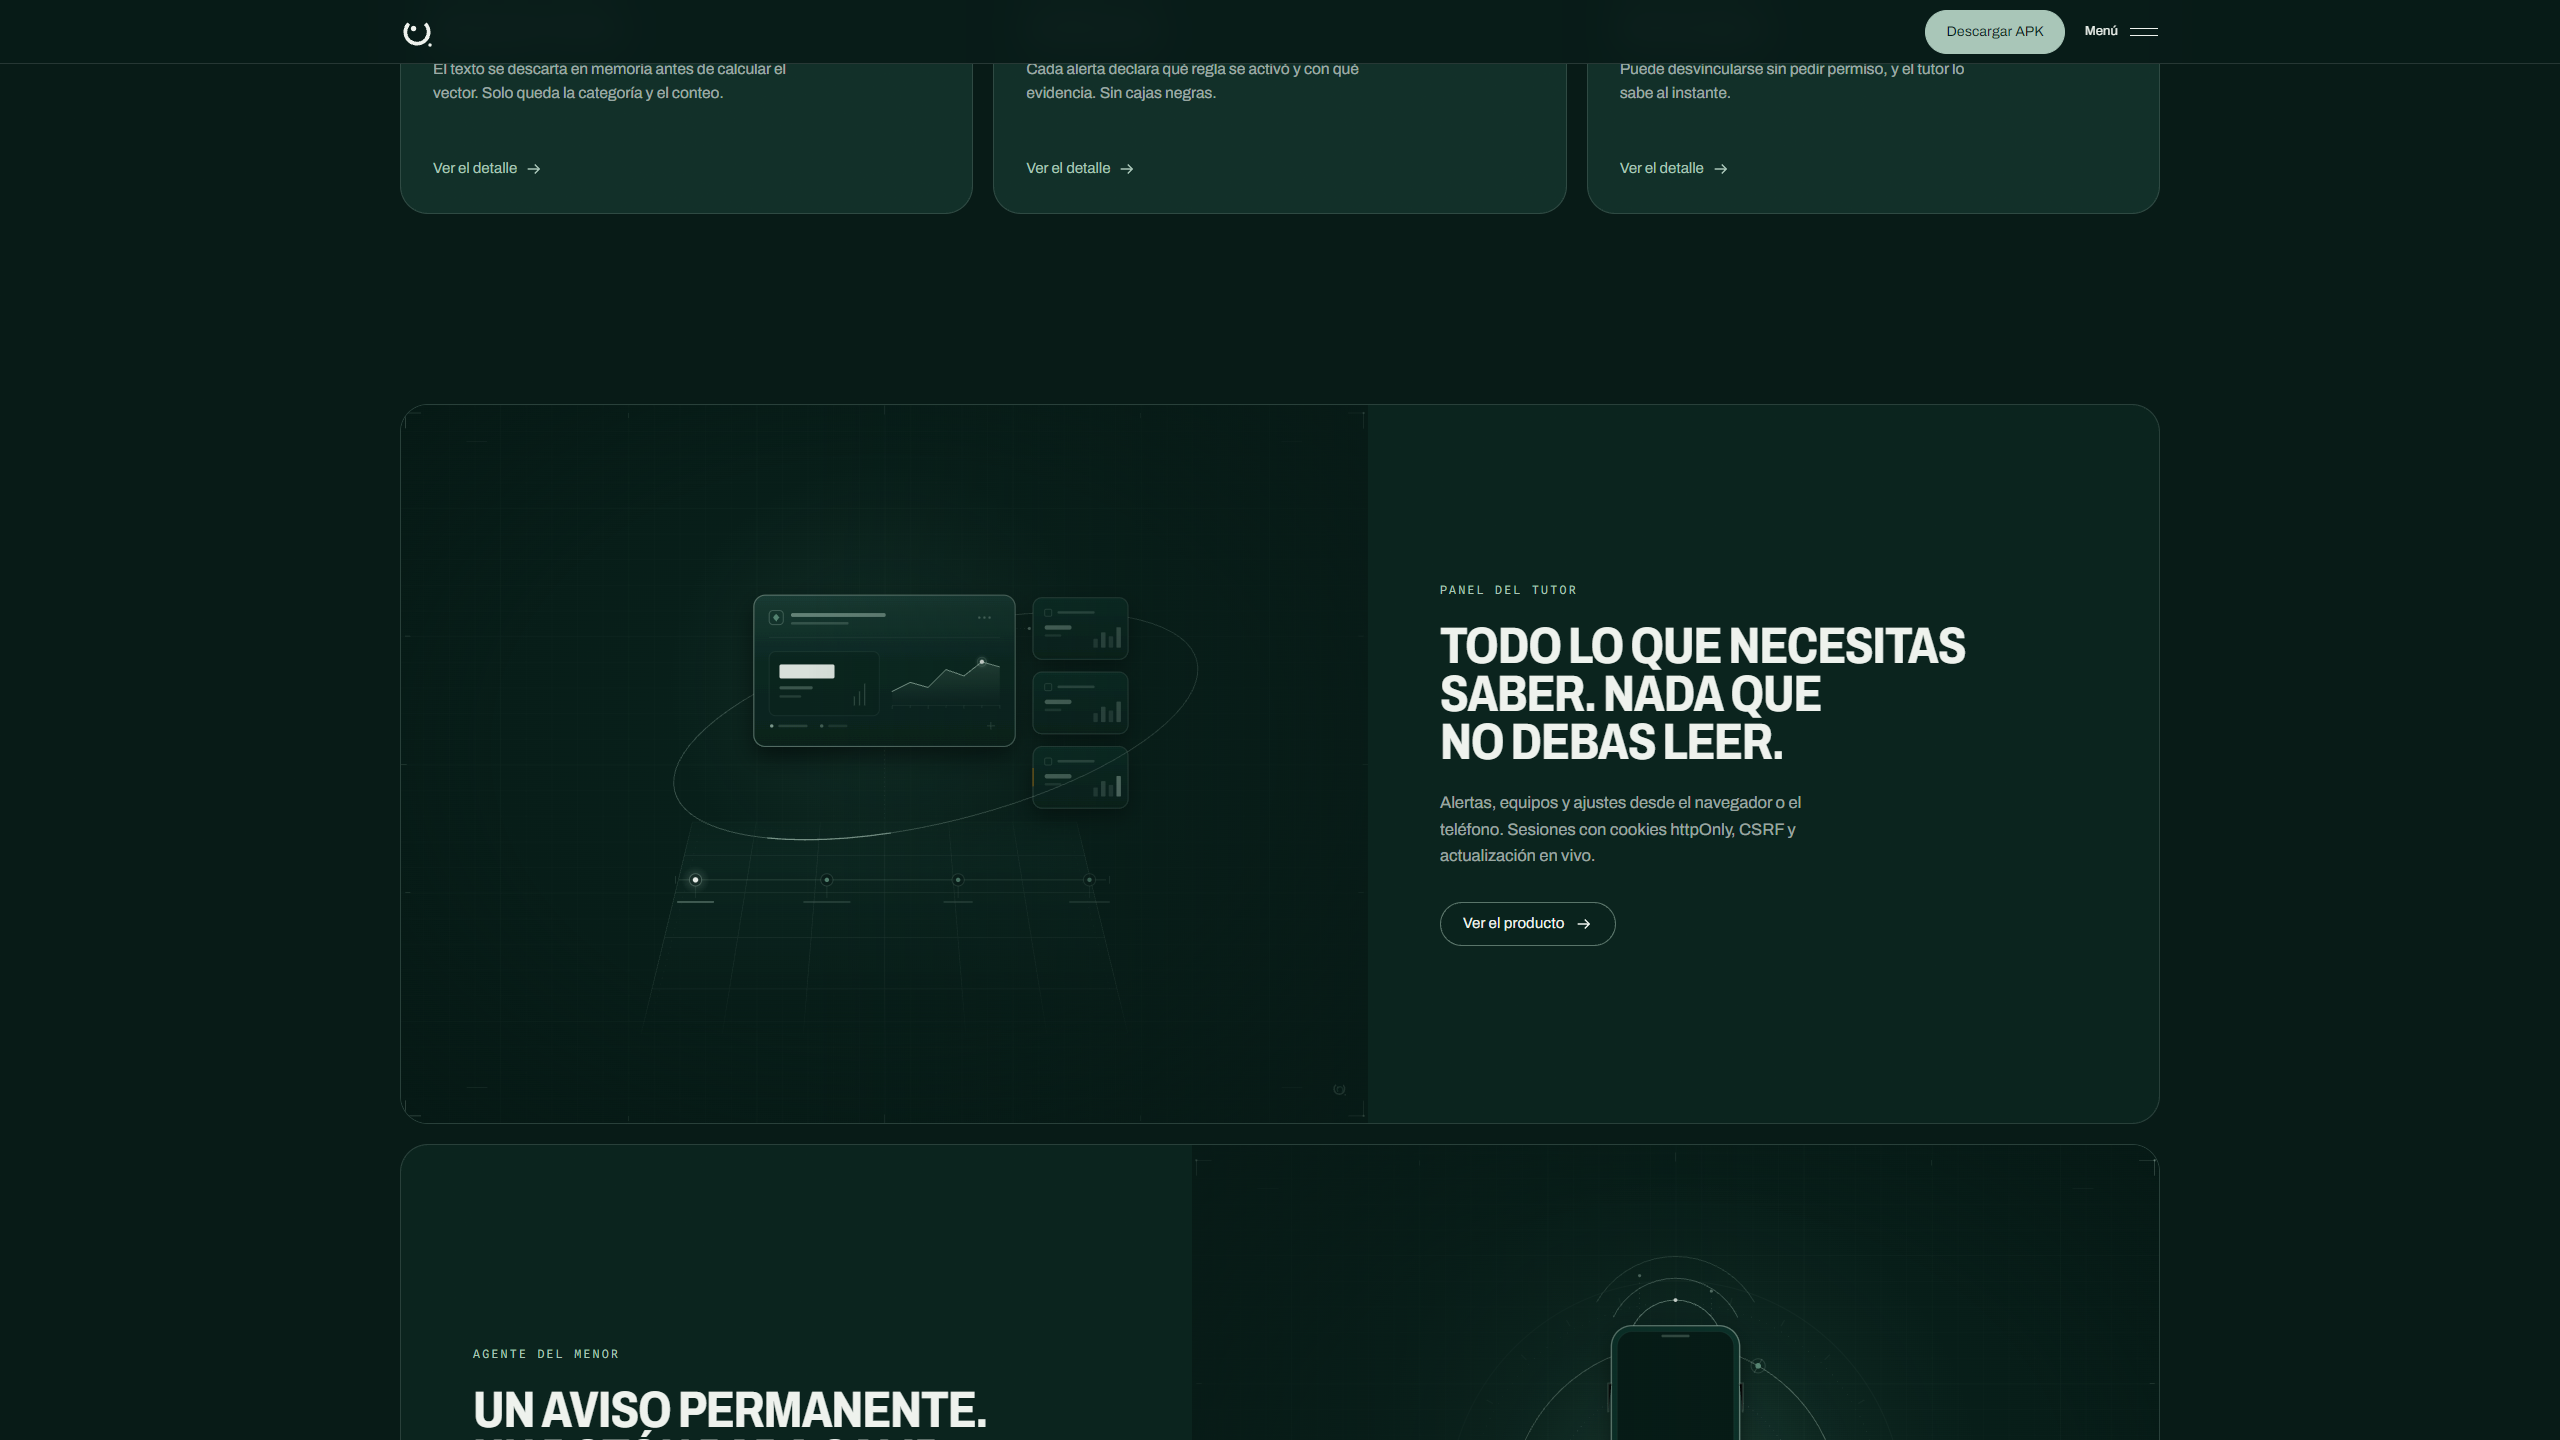 Descargar APK
Menú
El texto se descarta en memoria antes de calcular el
vector. Solo queda la categoría y el conteo.
Ver el detalle
Cada alerta declara qué regla se activó y con qué
evidencia. Sin cajas negras.
Ver el detalle
Puede desvincularse sin pedir permiso, y el tutor lo
sabe al instante.
Ver el detalle
PANEL DEL TUTOR
TODO LO QUE NECESITAS
SABER. NADA QUE
NO DEBAS LEER.
Alertas, equipos y ajustes desde el navegador o el
teléfono. Sesiones con cookies httpOnly, CSRF y
actualización en vivo.
Ver el producto
AGENTE DEL MENOR
UN AVISO PERMANENTE.